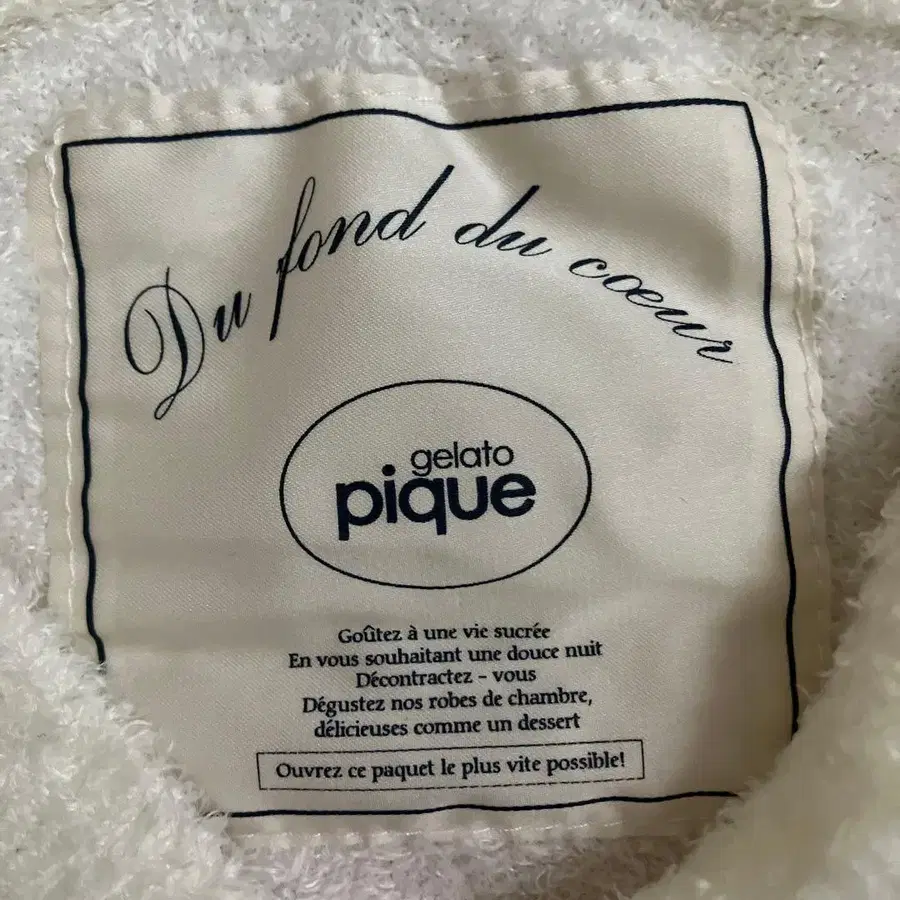 Du fond du cœur
gelato
pique
Goûtez à une vie sucrée
En vous souhaitant une douce nuit
Décontractez - vous
Dégustez nos robes de chambre,
délicieuses comme un dessert
Ouvrez ce paquet le plus vite possible!